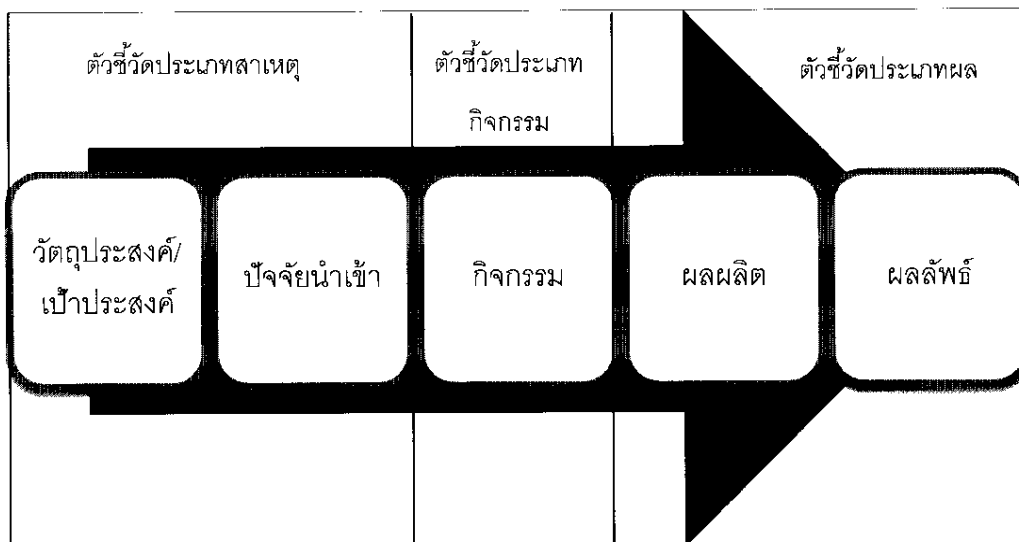 ตัวชี้วัดประเภทสาเหตุ
ตัวชี้วัดประเภท
กิจกรรม
ตัวชี้วัดประเภทผล
วัตถุประสงค์/
เป้าประสงค์
ปัจจัยนำเข้า
กิจกรรม
ผลผลิต
ผลลัพธ์